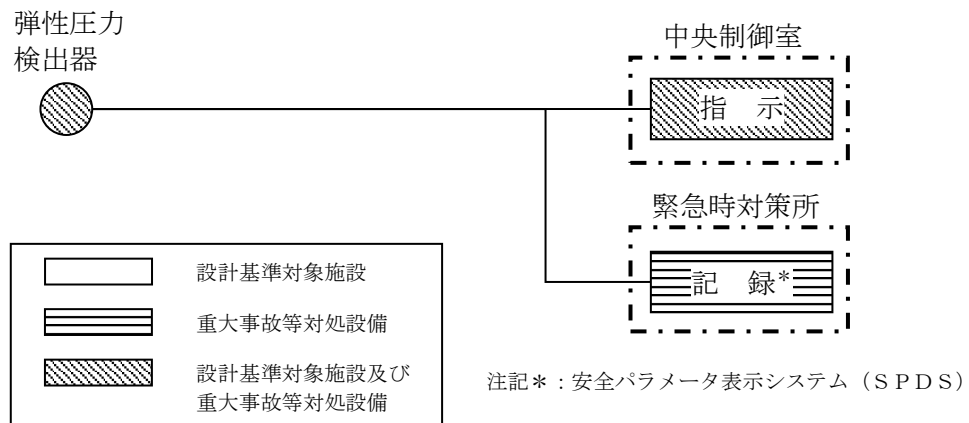 弾性圧力
検出器
中央制御室
指　示
緊急時対策所
記　録*
設計基準対象施設
重大事故等対処設備
設計基準対象施設及び
重大事故等対処設備
注記＊：安全パラメータ表示システム（ＳＰＤＳ）